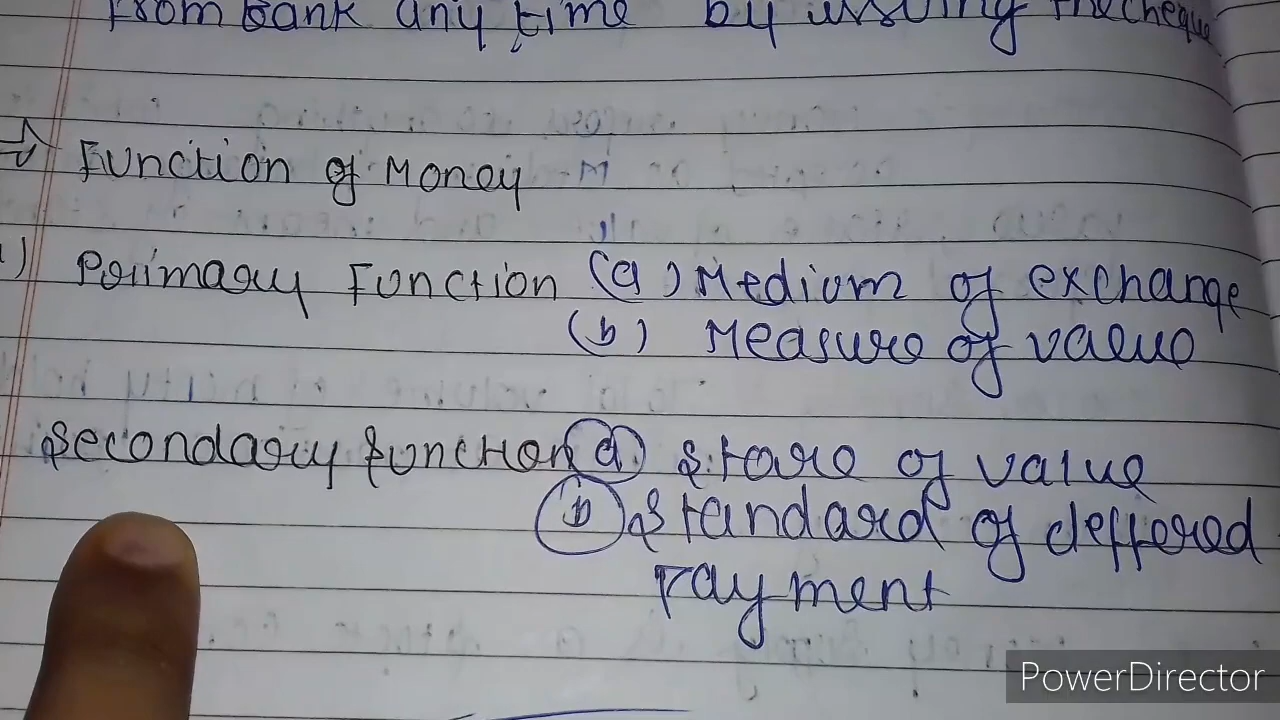 From bank any time by issuing the cheque
⇒ Function of Money
1) Primary Function (a) Medium of exchange
(b) Measure of value
Secondary function (a) store of value
(b) standard of deffered
Payment
PowerDirector